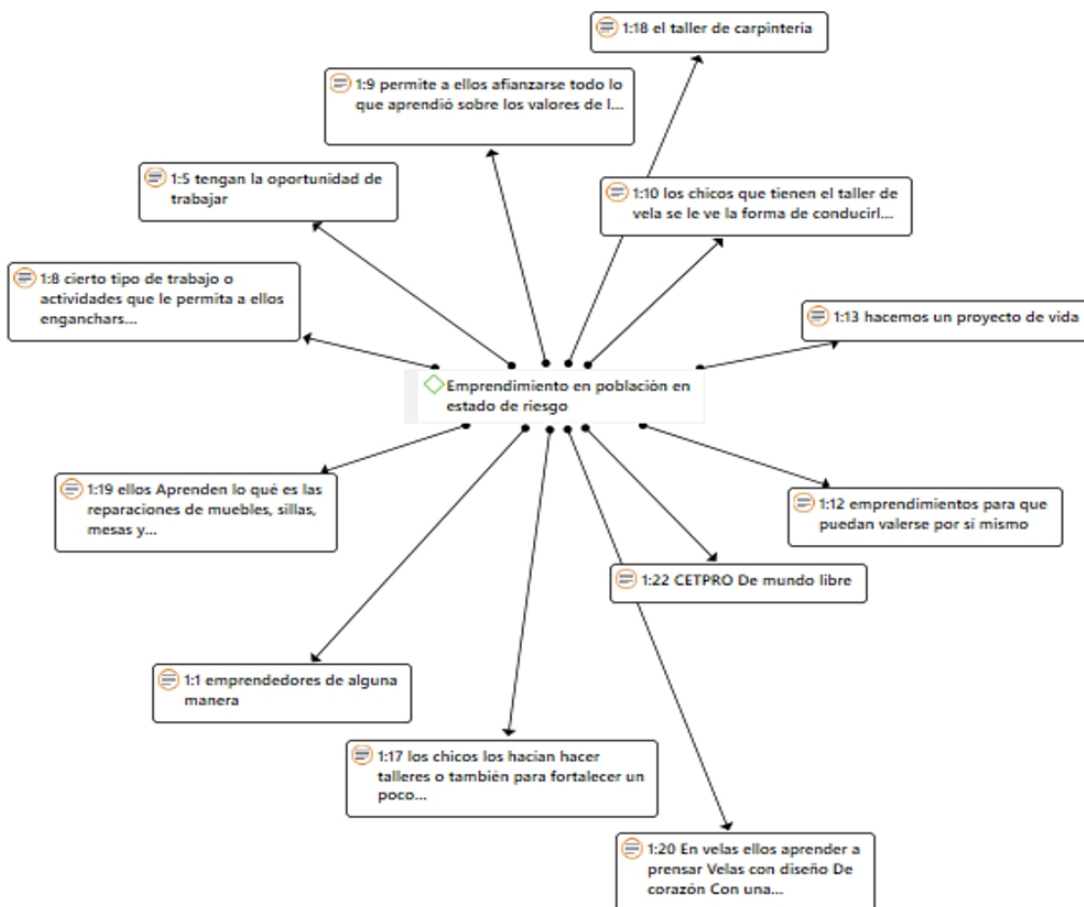 1:18 el taller de carpinteria
1:9 permite a ellos afianzarse todo lo
que aprendió sobre los valores de l...
1:5 tengan la oportunidad de
trabajar
1:10 los chicos que tienen el taller de
vela se le ve la forma de conducirl...
1:8 cierto tipo de trabajo o
actividades que le permita a ellos
enganchars...
1:13 hacemos un proyecto de vida
Emprendimiento en población en
estado de riesgo
1:19 ellos Aprenden lo qué es las
reparaciones de muebles, sillas,
mesas y...
1:12 emprendimientos para que
puedan valerse por si mismo
1:22 CETPRO De mundo libre
1:1 emprendedores de alguna
manera
1:17 los chicos los hacían hacer
talleres o también para fortalecer un
poco...
1:20 En velas ellos aprender a
prensar Velas con diseño De
corazón Con una...